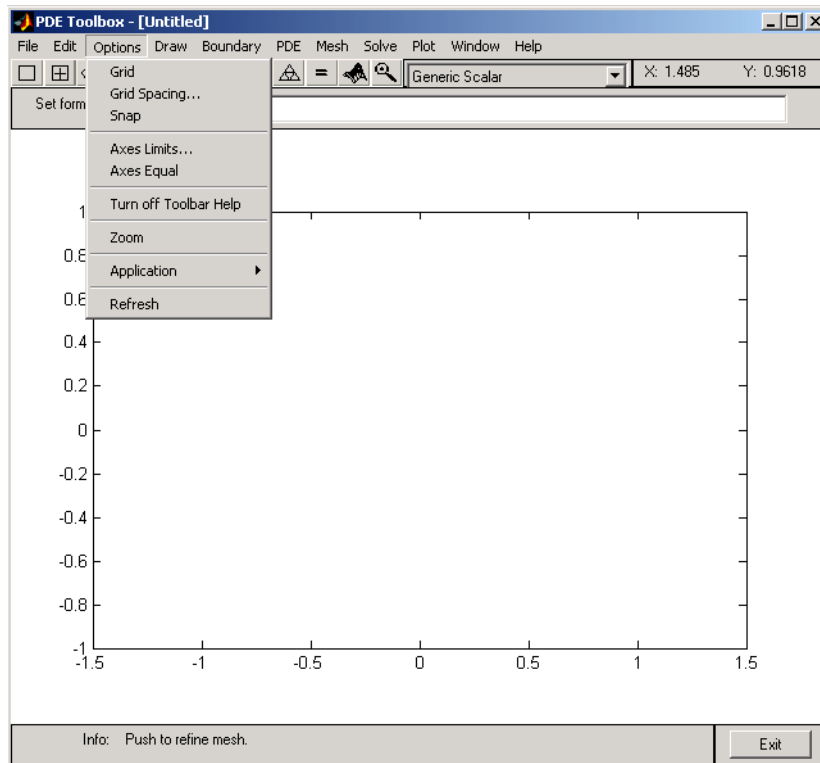 PDE Toolbox - [Untitled]
File Edit Options Draw Boundary PDE Mesh Solve Plot Window Help
= Generic Scalar X: 1.485 Y: 0.9618
Set form
Grid
Grid Spacing...
Snap
Axes Limits...
Axes Equal
Turn off Toolbar Help
Zoom
Application
Refresh
1
0.8
0.6
0.4
0.2
0
-0.2
-0.4
-0.6
-0.8
-1
-1.5 -1 -0.5 0 0.5 1 1.5
Info: Push to refine mesh.
Exit